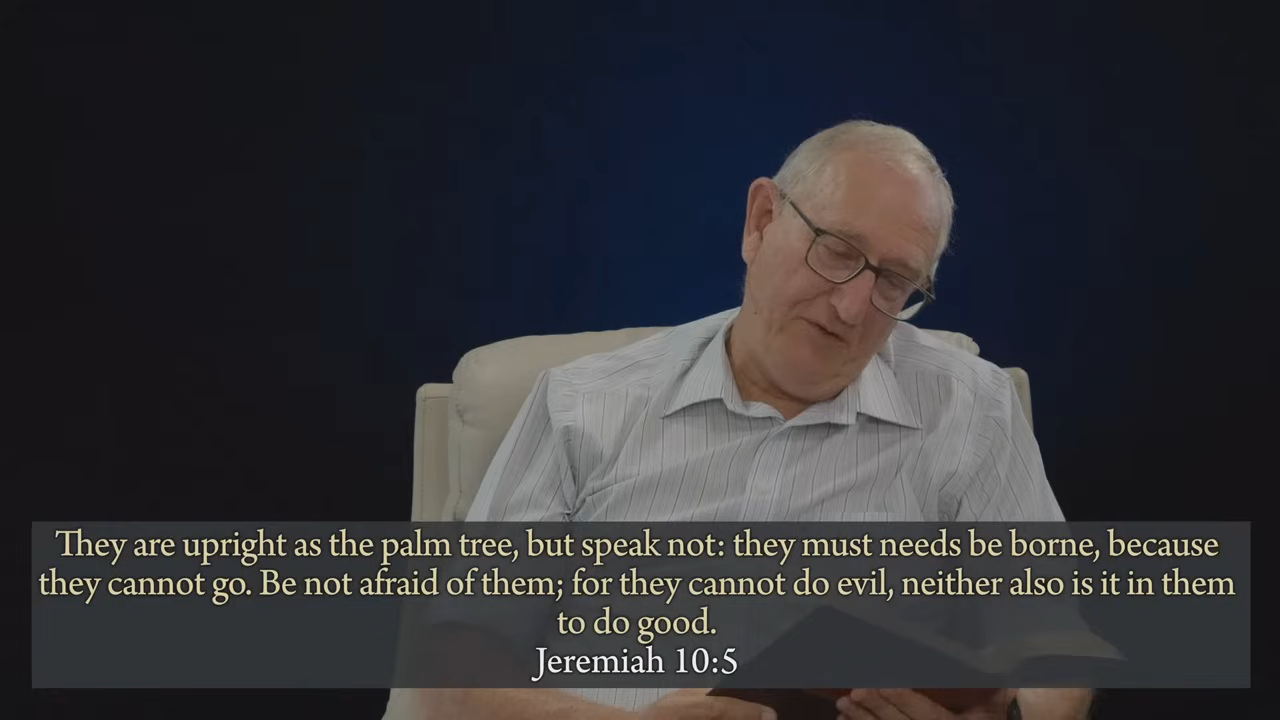 They are upright as the palm tree, but speak not: they must needs be borne, because
they cannot go. Be not afraid of them; for they cannot do evil, neither also is it in them
to do good.
Jeremiah 10:5